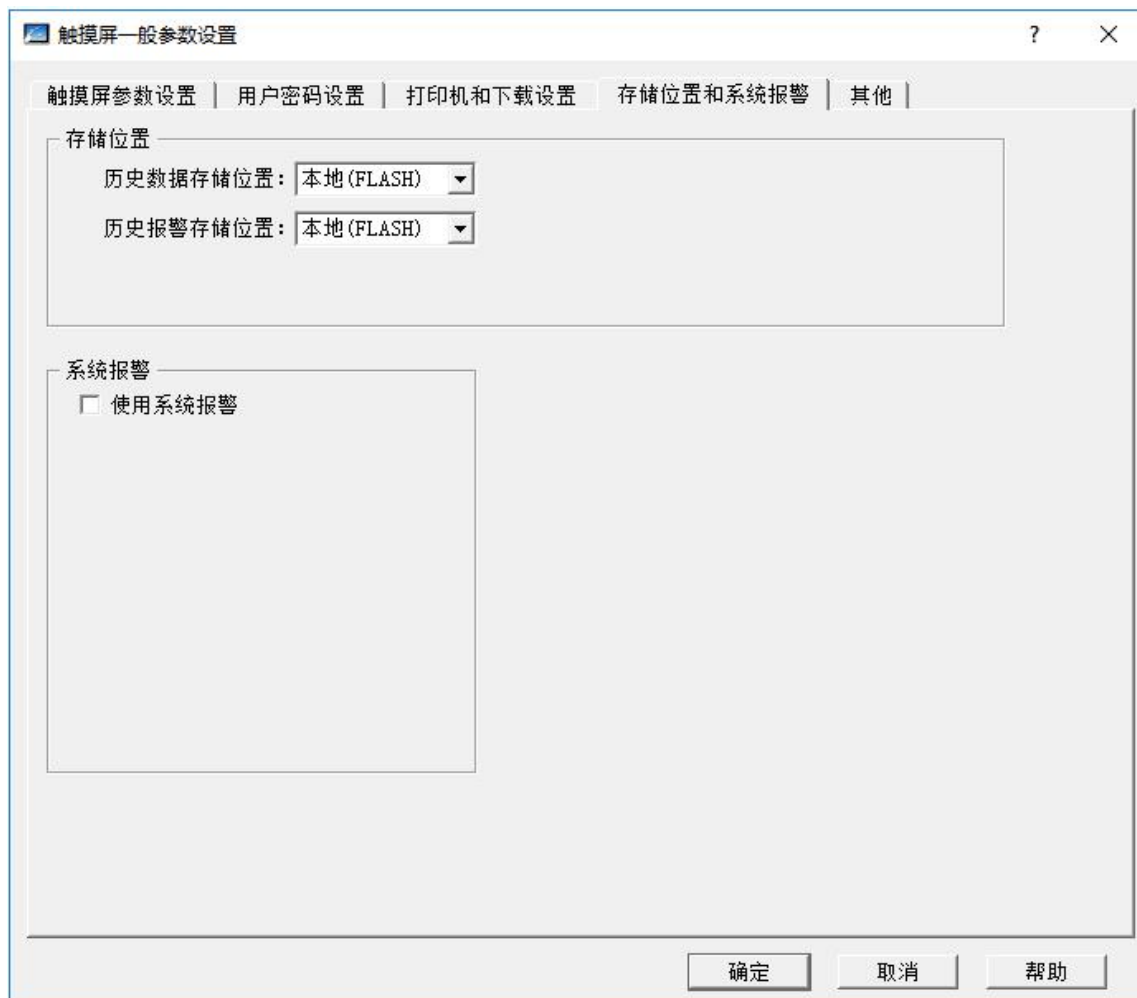 触摸屏一般参数设置
触摸屏参数设置 用户密码设置 打印机和下载设置 存储位置和系统报警 其他
存储位置
历史数据存储位置: 本地(FLASH)
历史报警存储位置: 本地(FLASH)
系统报警
使用系统报警
确定 取消 帮助